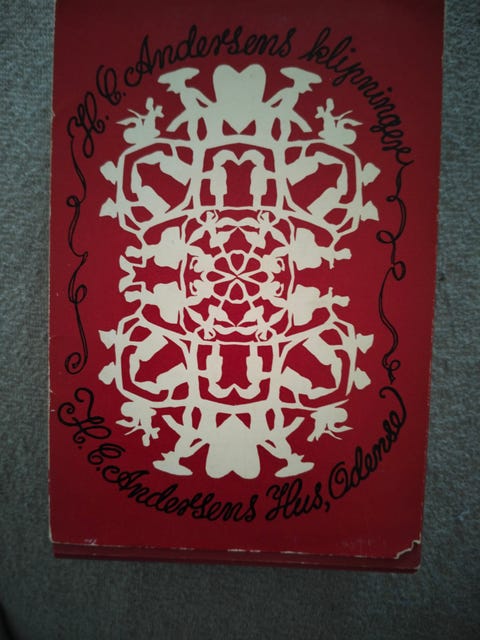 H. C. Andersens klipninger
H. C. Andersens Hus, Odense